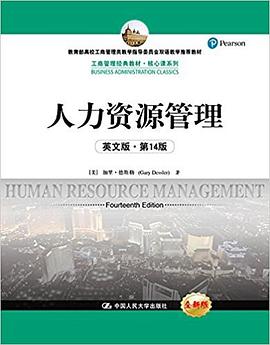 Pearson
教育部高校工商管理类教学指导委员会双语教学推荐教材
工商管理经典教材·核心课系列
BUSINESS ADMINISTRATION CLASSICS
人力资源管理
英文版·第14版
[美] 加里·德斯勒 (Gary Dessler) 著
HUMAN RESOURCE MANAGEMENT
Fourteenth Edition
全新版
中国人民大学出版社